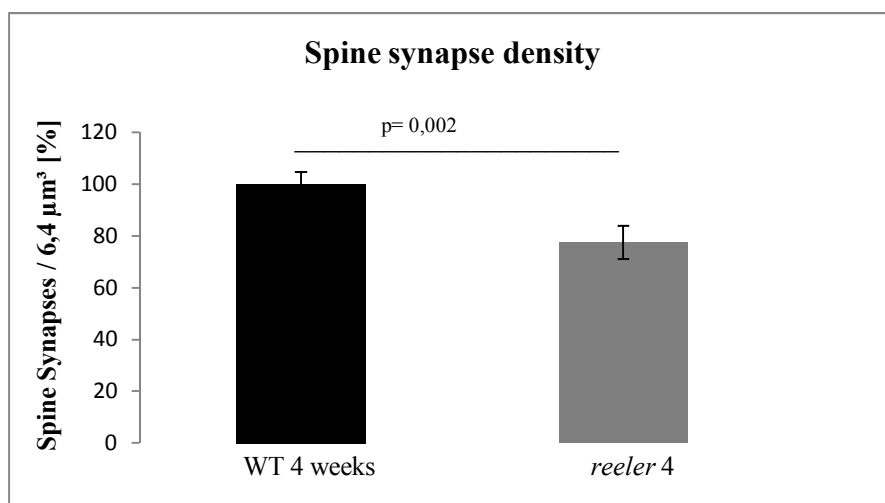 Spine synapse density
p= 0,002
Spine Synapses / 6,4 µm³ [%]
120
100
80
60
40
20
0
WT 4 weeks
reeler 4